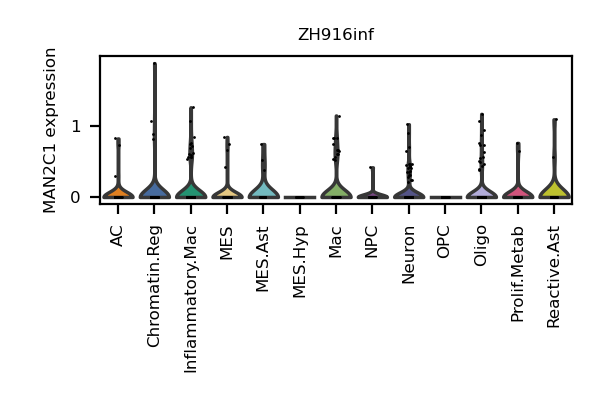 ZH916inf
MAN2C1 expression
1
0
AC
Chromatin.Reg
Inflammatory.Mac
MES
MES.Ast
MES.Hyp
Mac
NPC
Neuron
OPC
Oligo
Prolif.Metab
Reactive.Ast